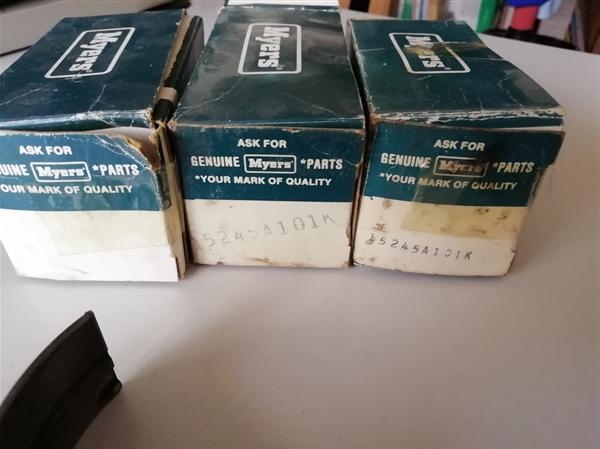 Myers
Myers
Myers
ASK FOR
GENUINE Myers *PARTS
*YOUR MARK OF QUALITY
ASK FOR
GENUINE Myers *PARTS
*YOUR MARK OF QUALITY
15245A101K
ASK FOR
GENUINE Myers *PARTS
*YOUR MARK OF QUALITY
15245A101K